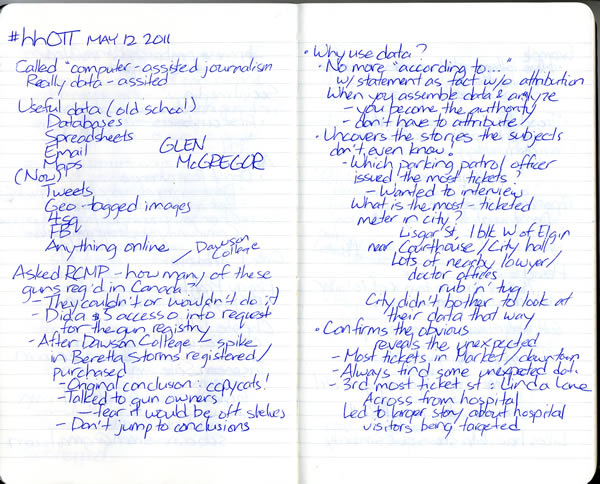 #hhOTT MAY 12 2011
Called "computer-assisted journalism
Really data-assited
Useful data (old school)
Databases
Spreadsheets
Email
Maps
GLEN
McGREGOR
(Now)
Tweets
Geo-tagged images
4sq
FB
Anything online
Dawson
College
Asked RCMP - how many of these
guns reg'd in Canada?
- They couldn't or wouldn't do it
- Did a $5 access to info request
for the gun registry
- After Dawson College - spike
in Beretta Storms registered/
purchased
- Original conclusion: copycats!
- Talked to gun owners
- fear it would be off shelves
- Don't jump to conclusions
• Why use data?
• No more "according to..."
w/ statement as fact w/o attribution
When you assemble data & analyze
- you become the authority
- don't have to attribute!
• Uncovers the stories the subjects
don't even know.
- Which parking patrol officer
issued the most tickets?
- Wanted to interview
What is the most-ticketed
meter in city?
Lisgar St, 1 blk W of Elgin
near Courthouse/City hall
Lots of nearby lawyer/
doctor offices
rub 'n' tug
City didn't bother to look at
their data that way
• Confirms the obvious
reveals the unexpected
- Most tickets in Market/downtown
- Always find some unexpected data
- 3rd most ticket st: Linda Lane
Across from hospital
Led to larger story about hospital
visitors being targeted